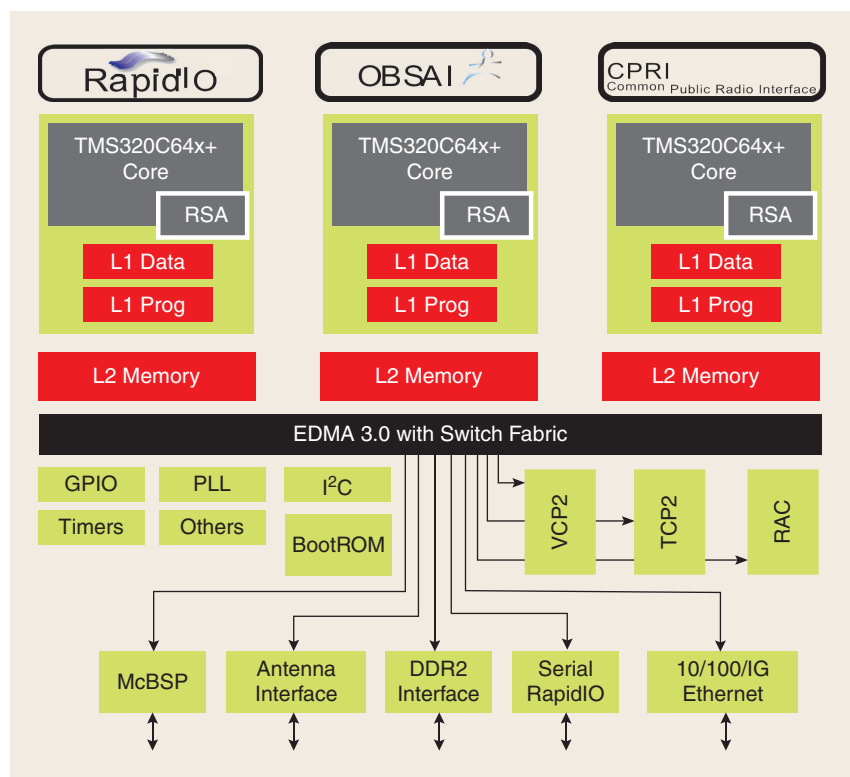 RapidIO
OBSAI
CPRI
Common Public Radio Interface
TMS320C64x+
Core
RSA
L1 Data
L1 Prog
TMS320C64x+
Core
RSA
L1 Data
L1 Prog
TMS320C64x+
Core
RSA
L1 Data
L1 Prog
L2 Memory
L2 Memory
L2 Memory
EDMA 3.0 with Switch Fabric
GPIO
PLL
I²C
Timers
Others
BootROM
VCP2
TCP2
RAC
McBSP
Antenna
Interface
DDR2
Interface
Serial
RapidIO
10/100/IG
Ethernet